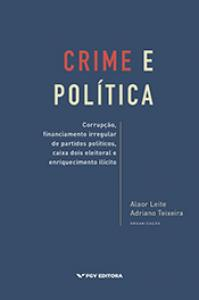 CRIME E
POLÍTICA
Corrupção,
financiamento irregular
de partidos políticos,
caixa dois eleitoral e
enriquecimento ilícito
Alaor Leite
Adriano Teixeira
ORGANIZAÇÃO
FGV EDITORA